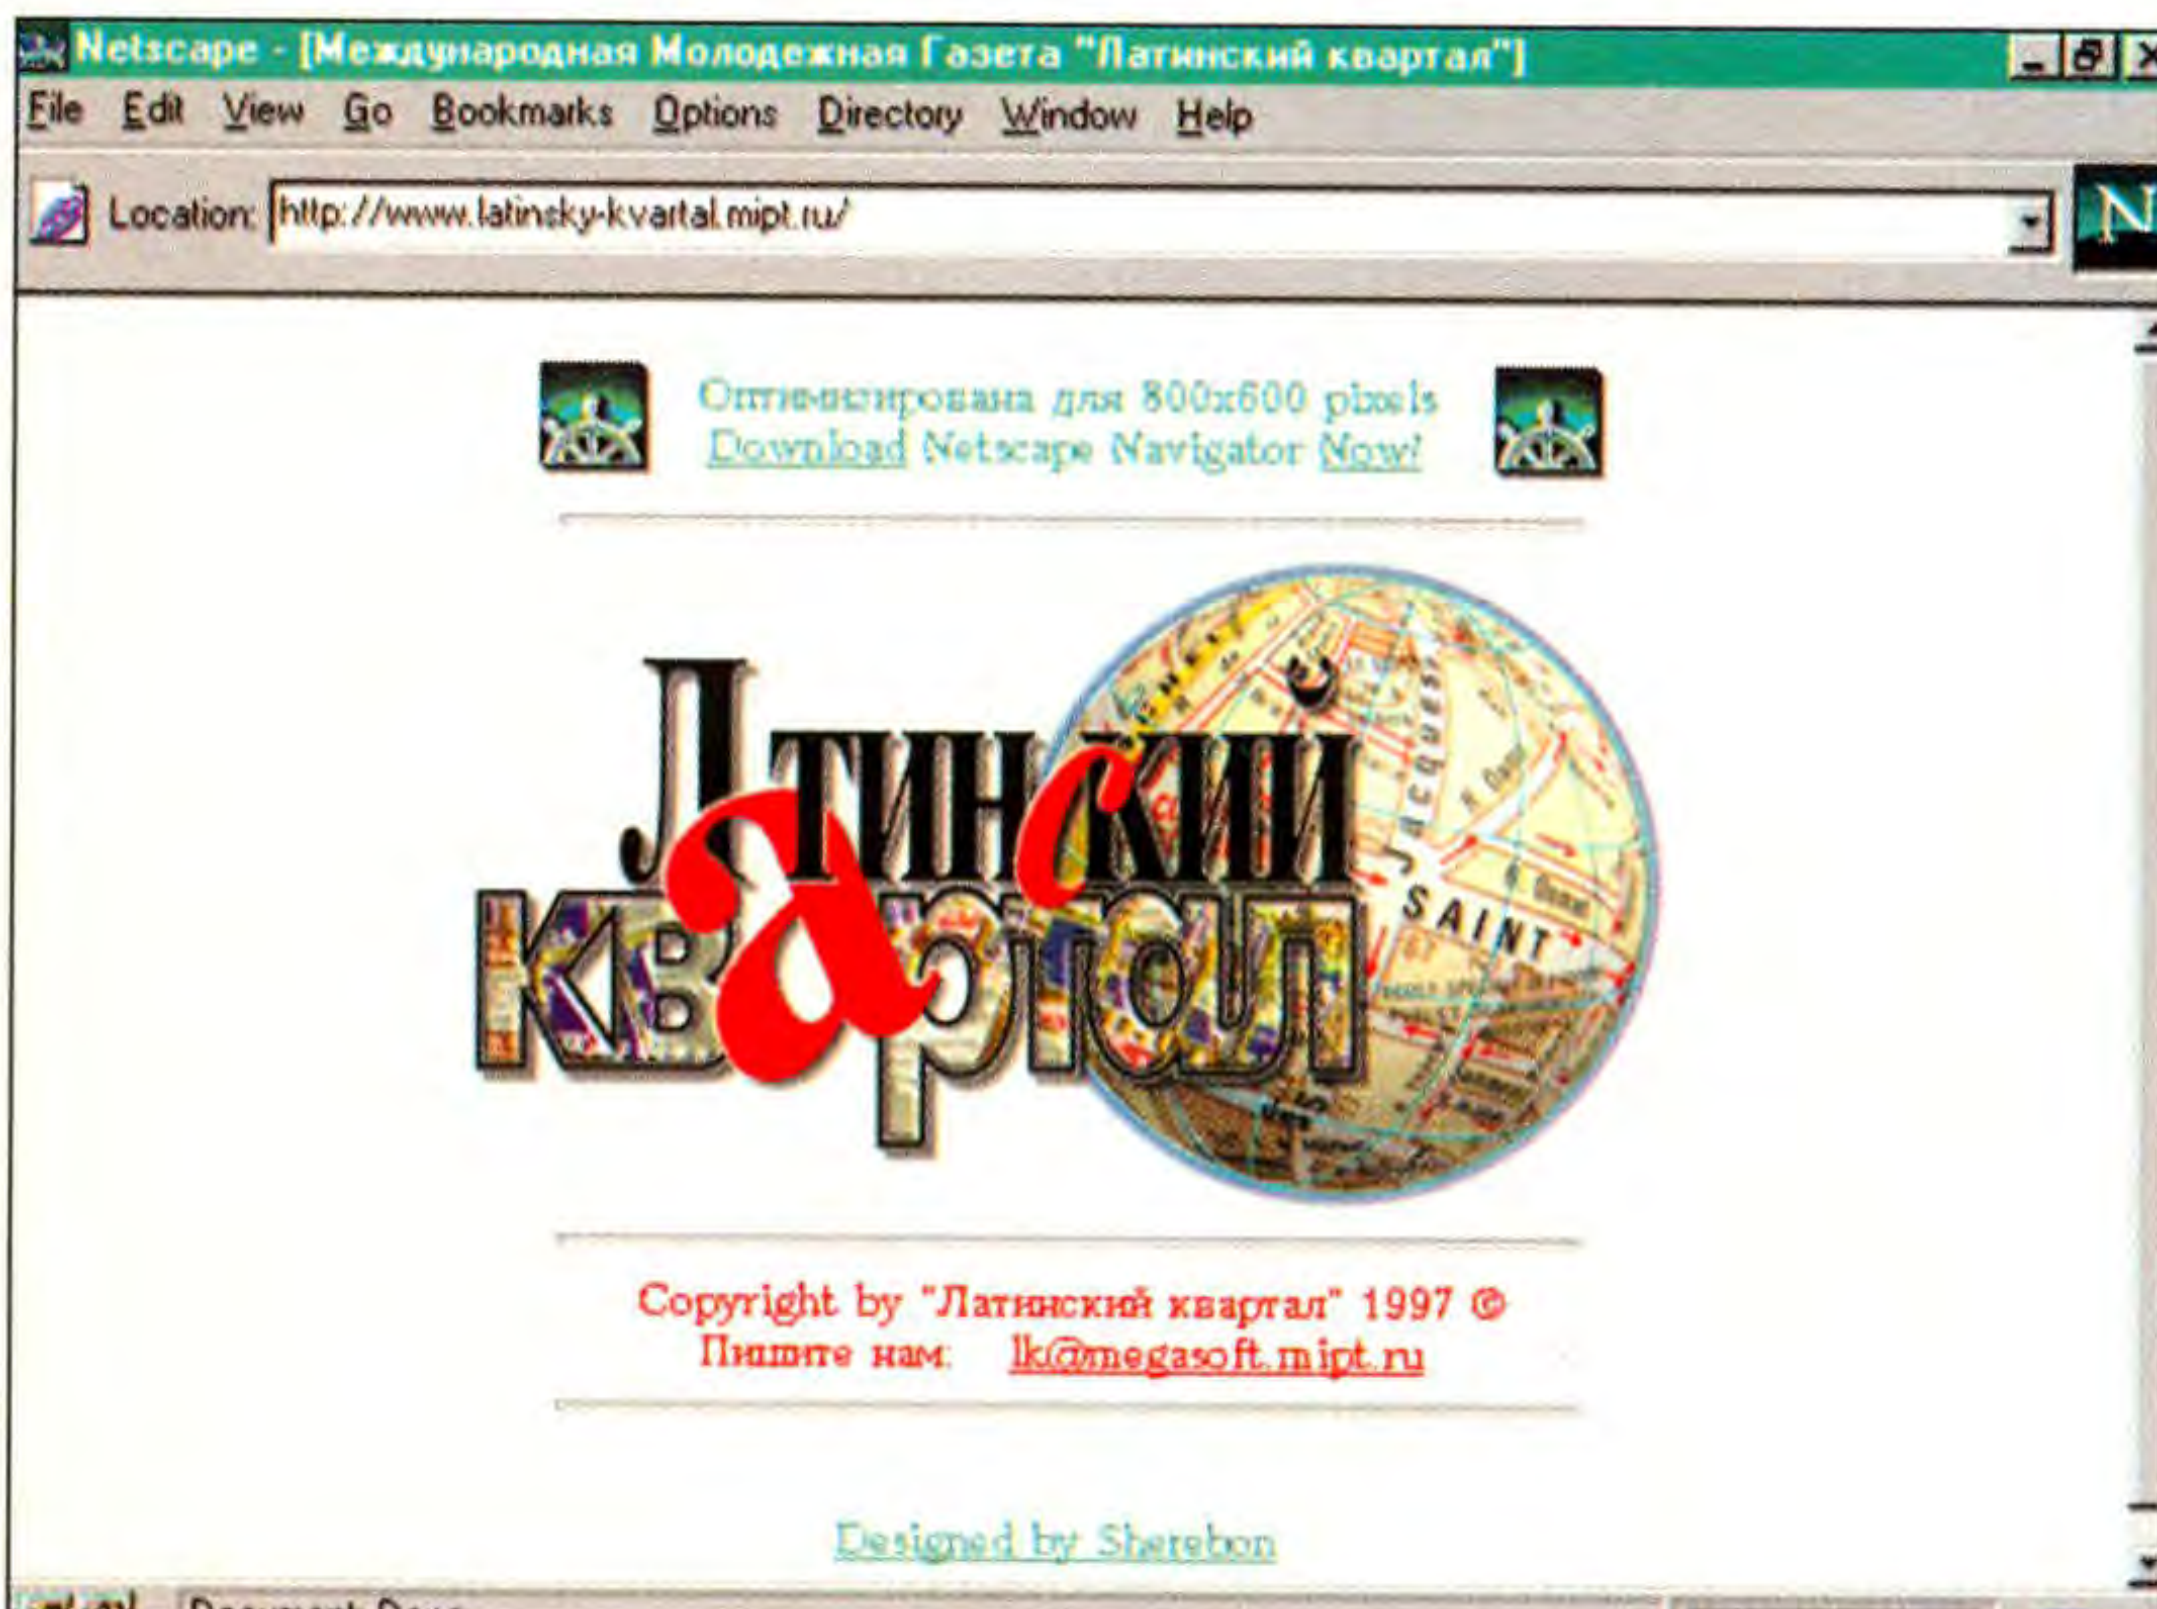 Netscape - [Международная Молодежная Газета "Латинский квартал"]
File Edit View Go Bookmarks Options Directory Window Help
Location: http://www.latinsky-kvartal.mipt.ru/
N
Оптимизирована для 800x600 pixels
Download Netscape Navigator Now!
Латинский
квартал
Jacques
SAINT
Copyright by "Латинский квартал" 1997 ©
Пишите нам: lk@megasoft.mipt.ru
Designed by Sherebon
Document: Done